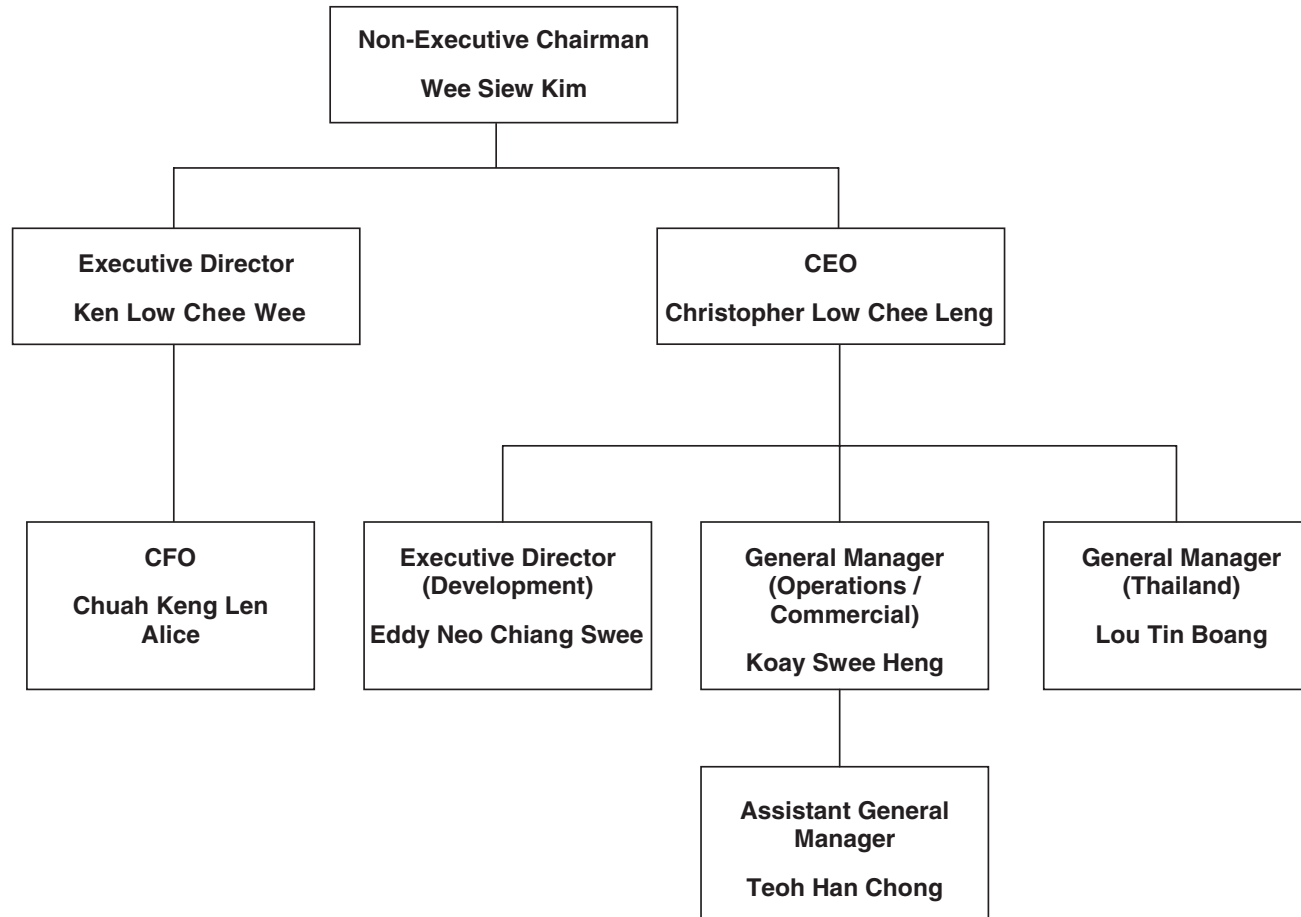 Non-Executive Chairman
Wee Siew Kim
Executive Director
Ken Low Chee Wee
CEO
Christopher Low Chee Leng
CFO
Chuah Keng Len
Alice
Executive Director
(Development)
Eddy Neo Chiang Swee
General Manager
(Operations /
Commercial)
Koay Swee Heng
General Manager
(Thailand)
Lou Tin Boang
Assistant General
Manager
Teoh Han Chong